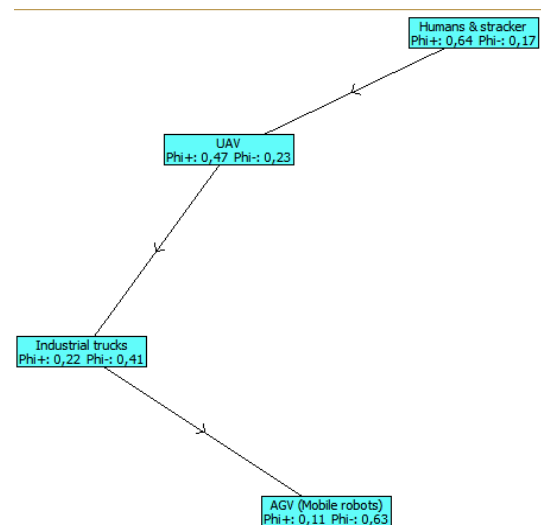 Humans & stracker
Phi+: 0,64 Phi-: 0,17
UAV
Phi+: 0,47 Phi-: 0,23
Industrial trucks
Phi+: 0,22 Phi-: 0,41
AGV (Mobile robots)
Phi+: 0,11 Phi-: 0,63